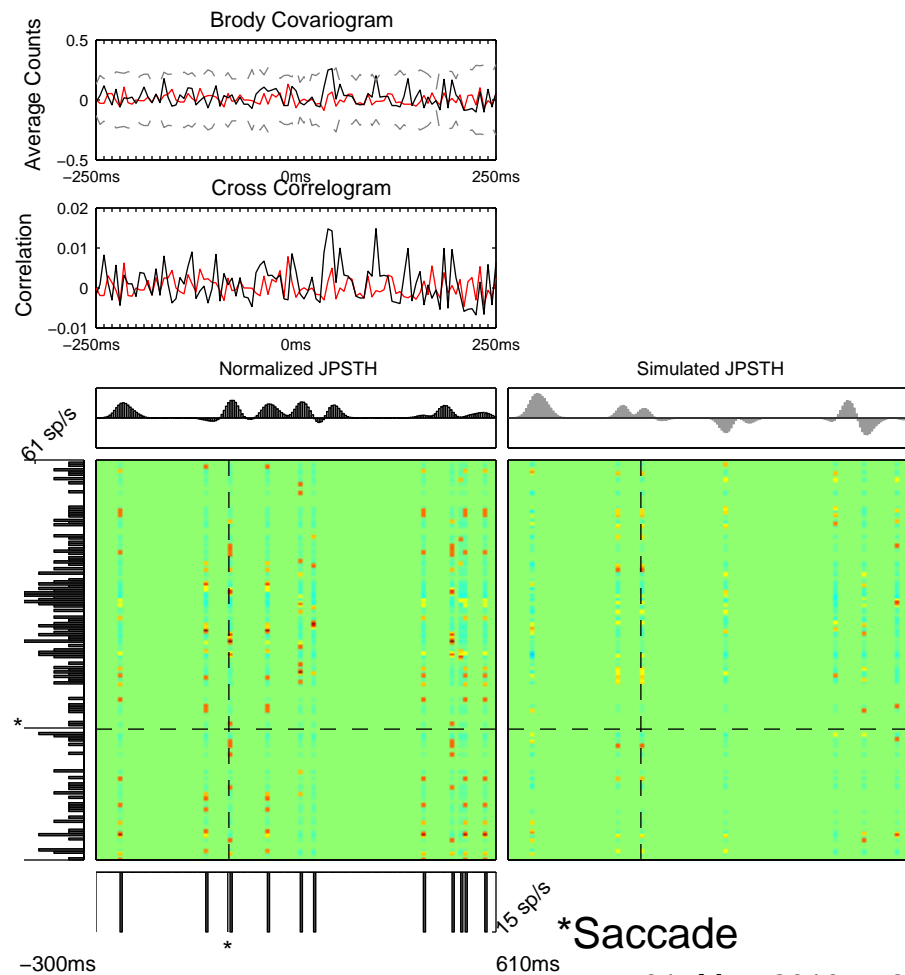 Brody Covariogram
Average Counts
0.5
0
−0.5
−250ms
0ms
250ms
Cross Correlogram
Correlation
0.02
0.01
0
−0.01
−250ms
0ms
250ms
Normalized JPSTH
Simulated JPSTH
61 sp/s
*
15 sp/s
*
*Saccade
−300ms
610ms